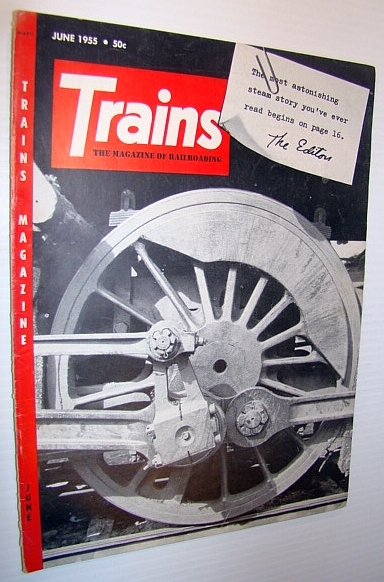 JUNE 1955 • 50c
Trains
THE MAGAZINE OF RAILROADING
The most astonishing
steam story you've ever
read begins on page 16.
The Editors
TRAINS MAGAZINE
JUNE